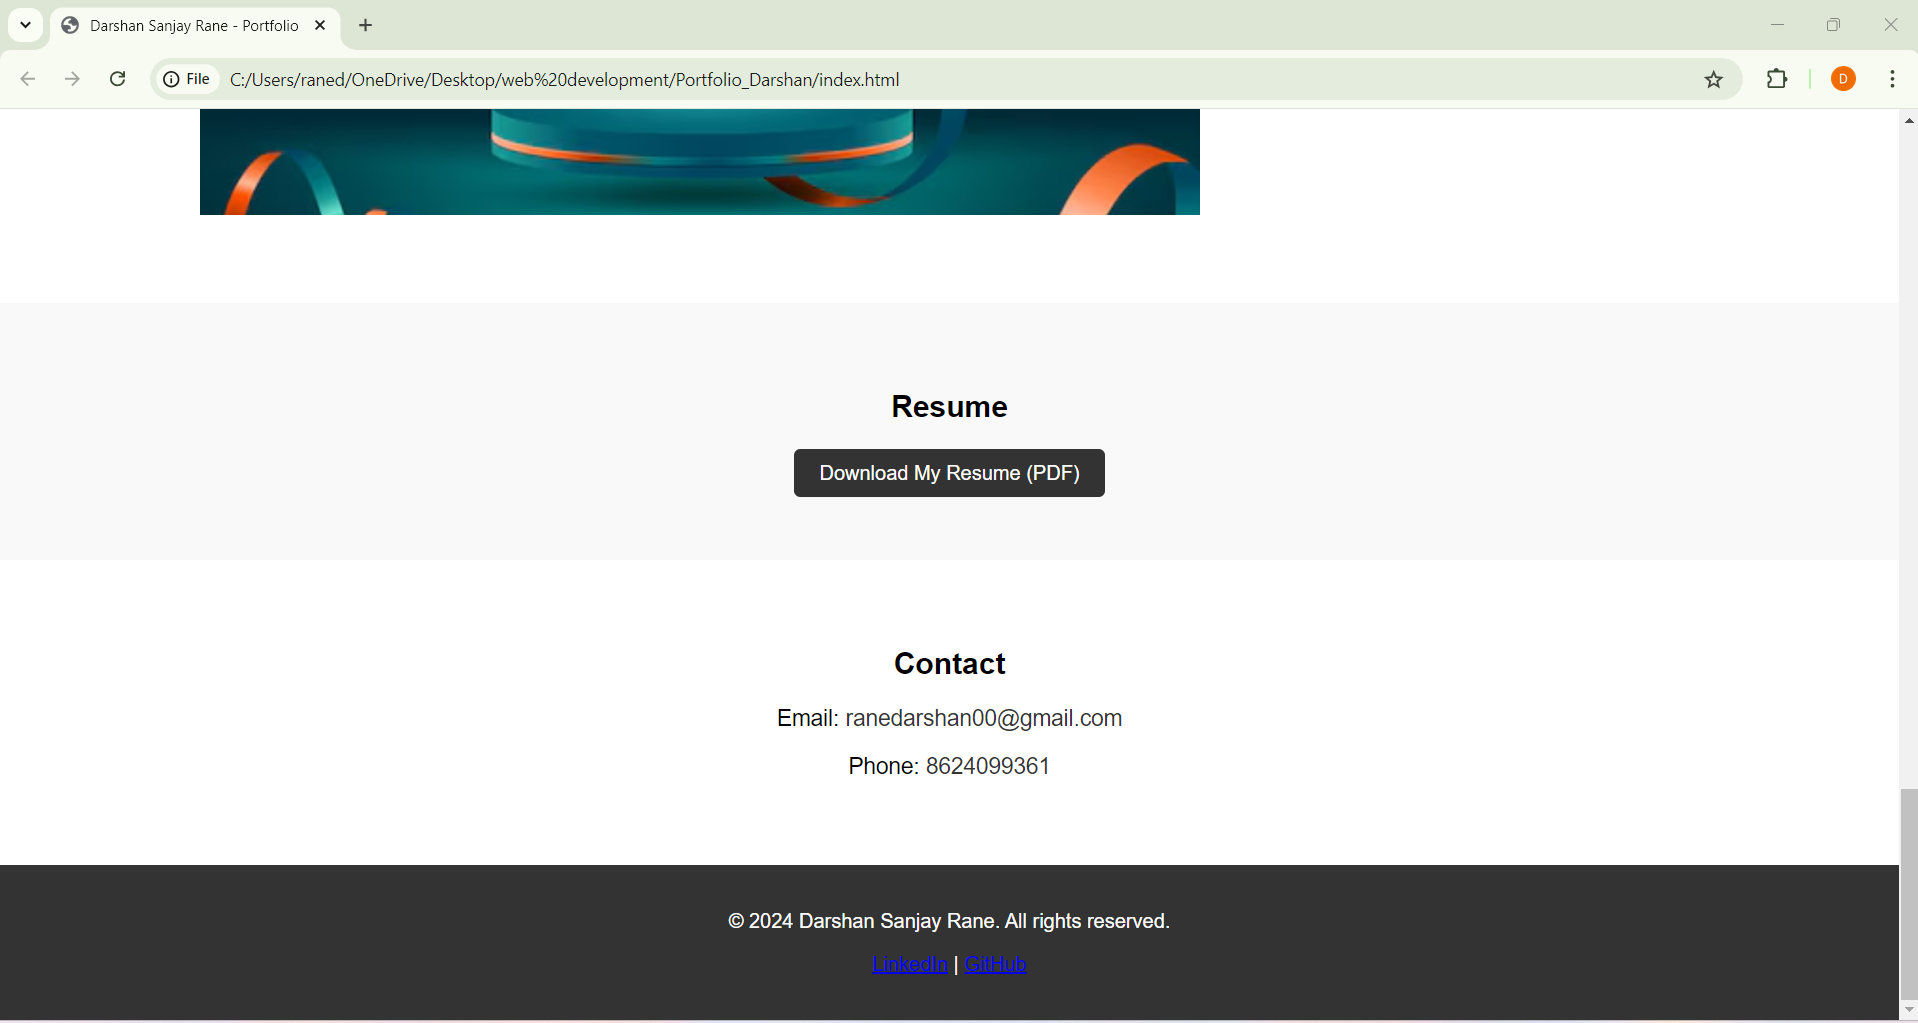 Darshan Sanjay Rane - Portfolio
File C:/Users/raned/OneDrive/Desktop/web%20development/Portfolio_Darshan/index.html
D
Resume
Download My Resume (PDF)
Contact
Email: ranedarshan00@gmail.com
Phone: 8624099361
© 2024 Darshan Sanjay Rane. All rights reserved.
LinkedIn | GitHub